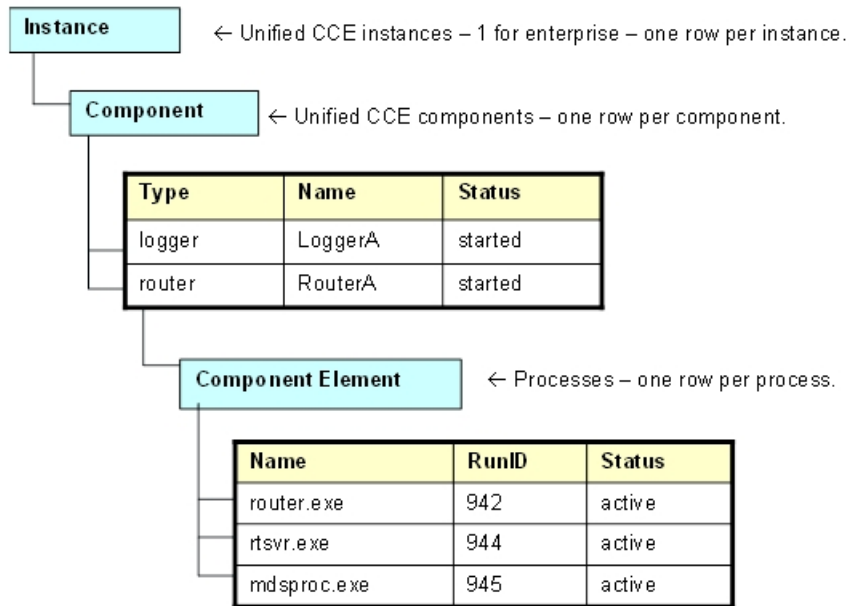 Instance
← Unified CCE instances – 1 for enterprise – one row per instance.
Component
← Unified CCE components – one row per component.
Type Name Status
logger LoggerA started
router RouterA started
Component Element
← Processes – one row per process.
Name RunID Status
router.exe 942 active
rtsvr.exe 944 active
mdsproc.exe 945 active